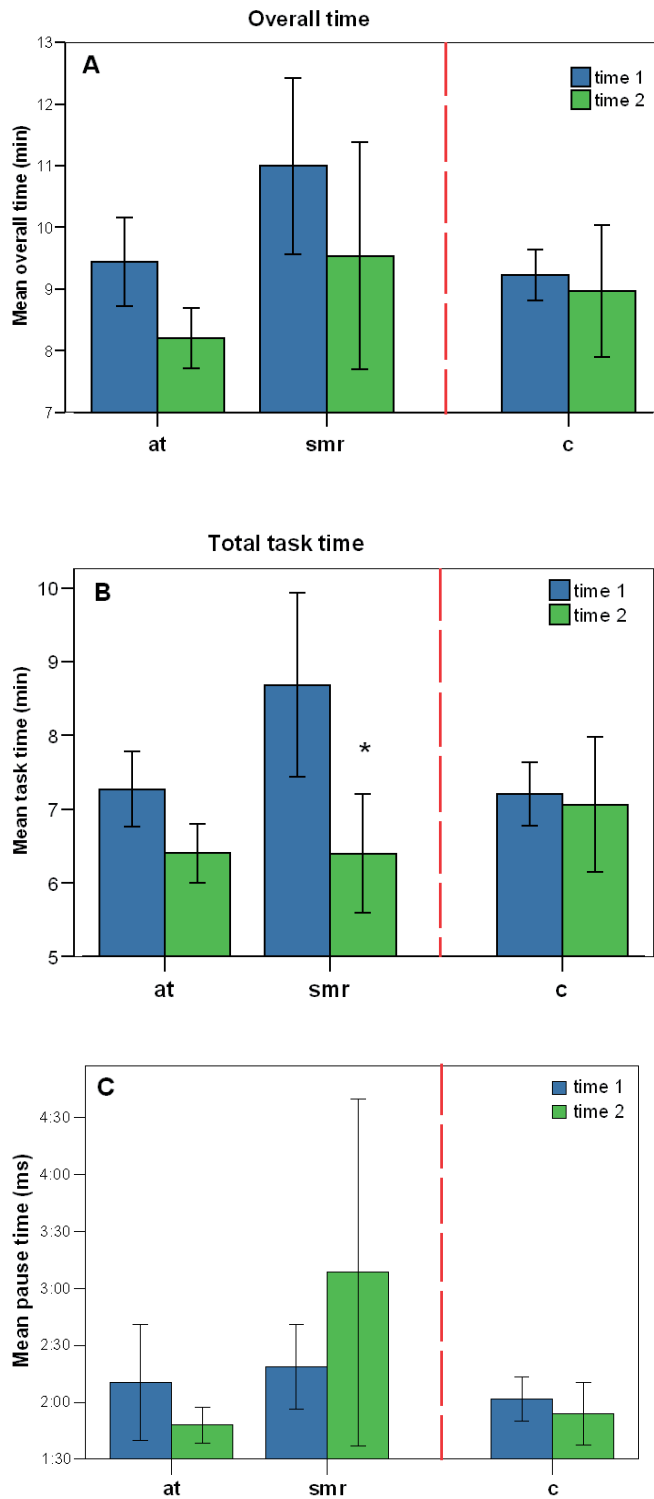 Overall time
A
time 1
time 2
Mean overall time (min)
13
12
11
10
9
8
7
at smr c
Total task time
B
time 1
time 2
Mean task time (min)
10
9
8
7
6
5
*
at smr c
C
time 1
time 2
Mean pause time (ms)
4:30
4:00
3:30
3:00
2:30
2:00
1:30
at smr c